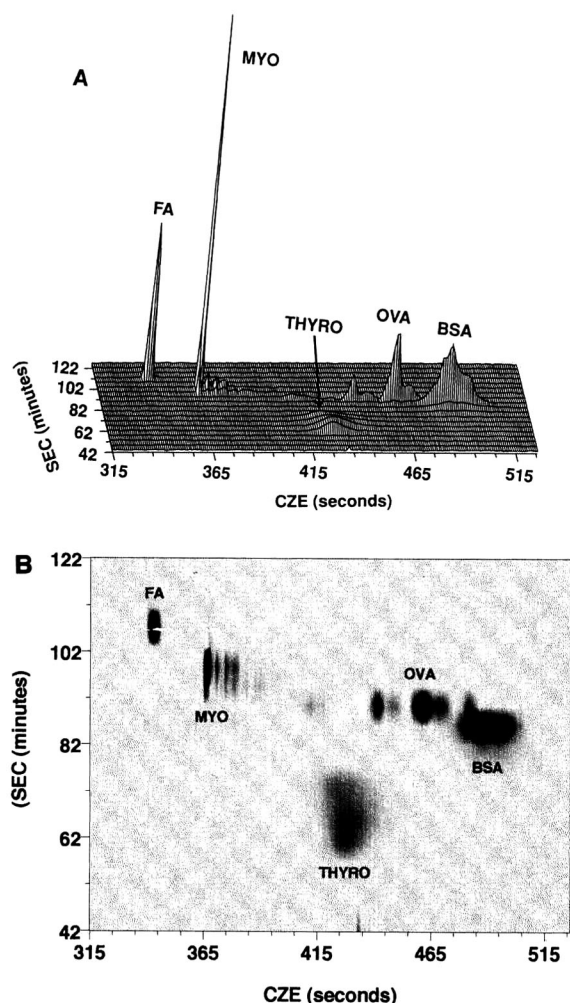 A
MYO
FA
THYRO
OVA
BSA
SEC (minutes)
122
102
82
62
42
315
365
415
465
515
CZE (seconds)
B
122
102
82
62
42
(SEC (minutes)
FA
MYO
OVA
BSA
THYRO
315
365
415
465
515
CZE (seconds)